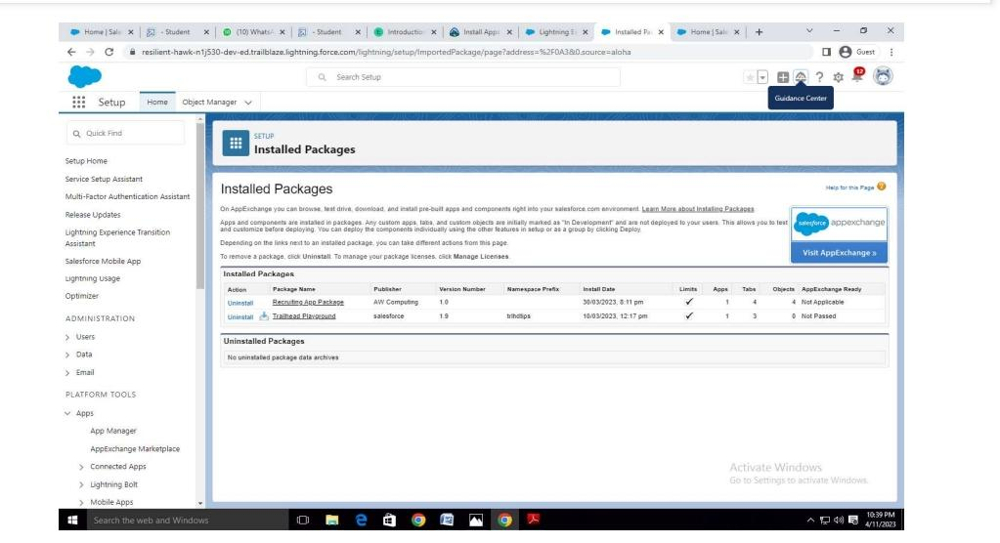 Home | Sale
- Student
(10) WhatsA
- Student
Introduction
Install Apps
Lightning Ex
Installed Pac
Home | Sale
resilient-hawk-n1j530-dev-ed.trailblaze.lightning.force.com/lightning/setup/ImportedPackage/page?address=%2F0A3&0.source=aloha
Guest
Search Setup
12
Setup Home Object Manager
Guidance Center
Quick Find
SETUP
Installed Packages
Setup Home
Service Setup Assistant
Multi-Factor Authentication Assistant
Release Updates
Lightning Experience Transition
Assistant
Salesforce Mobile App
Lightning Usage
Optimizer
ADMINISTRATION
Users
Data
Email
PLATFORM TOOLS
Apps
App Manager
AppExchange Marketplace
Connected Apps
Lightning Bolt
Mobile Apps
Installed Packages
Help for this Page
On AppExchange you can browse, test drive, download, and install pre-built apps and components right into your salesforce.com environment. Learn More about Installing Packages.
Apps and components are installed in packages. Any custom apps, tabs, and custom objects are initially marked as "In Development" and are not deployed to your users. This allows you to test
and customize before deploying. You can deploy the components individually using the other features in setup or as a group by clicking Deploy.
Depending on the links next to an installed package, you can take different actions from this page.
To remove a package, click Uninstall. To manage your package licenses, click Manage Licenses.
salesforce appexchange
Visit AppExchange »
Installed Packages
Action Package Name Publisher Version Number Namespace Prefix Install Date Limits Apps Tabs Objects AppExchange Ready
Uninstall Recruiting App Package AW Computing 1.0 30/03/2023, 8:11 pm ✓ 1 4 4 Not Applicable
Uninstall Trailhead Playground salesforce 1.9 trlhdtips 10/03/2023, 12:17 pm ✓ 1 3 0 Not Passed
Uninstalled Packages
No uninstalled package data archives
Activate Windows
Go to Settings to activate Windows.
Search the web and Windows
10:39 PM
4/11/2023